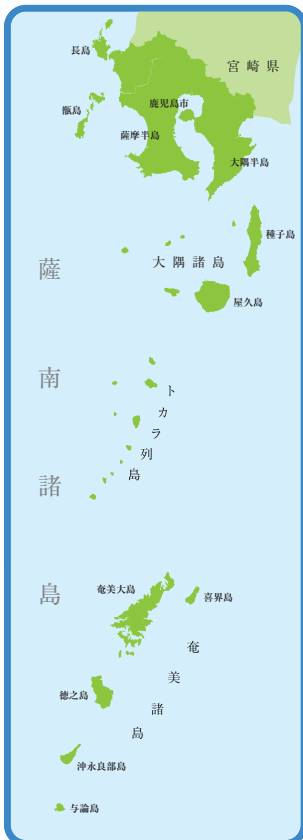 長島
宮崎県
甑島
鹿児島市
薩摩半島
大隅半島
種子島
大隅諸島
屋久島
薩南諸島
トカラ列島
奄美大島
喜界島
奄美諸島
徳之島
沖永良部島
与論島